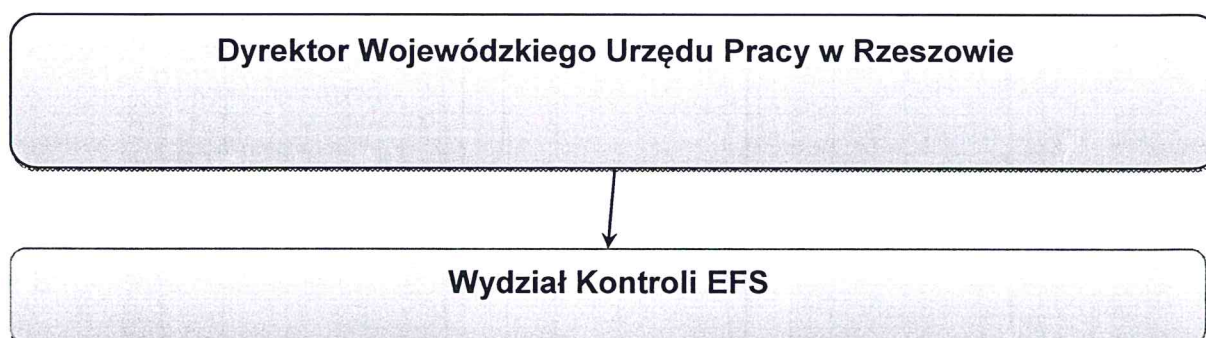 Dyrektor Wojewódzkiego Urzędu Pracy w Rzeszowie
Wydział Kontroli EFS